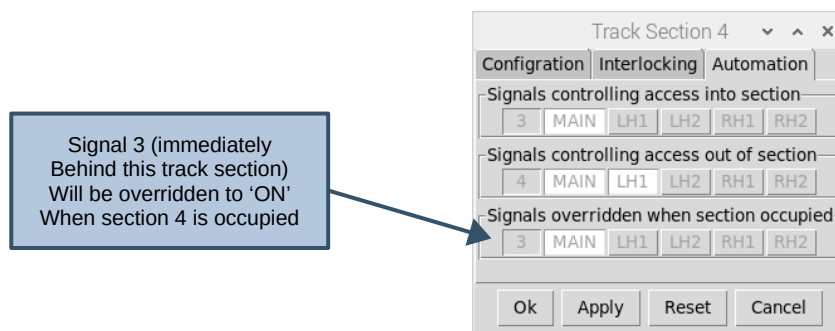 Track Section 4
Configration Interlocking Automation
Signals controlling access into section
3 MAIN LH1 LH2 RH1 RH2
Signal 3 (immediately
Behind this track section)
Will be overridden to ‘ON’
When section 4 is occupied
Signals controlling access out of section
4 MAIN LH1 LH2 RH1 RH2
Signals overridden when section occupied
3 MAIN LH1 LH2 RH1 RH2
Ok Apply Reset Cancel